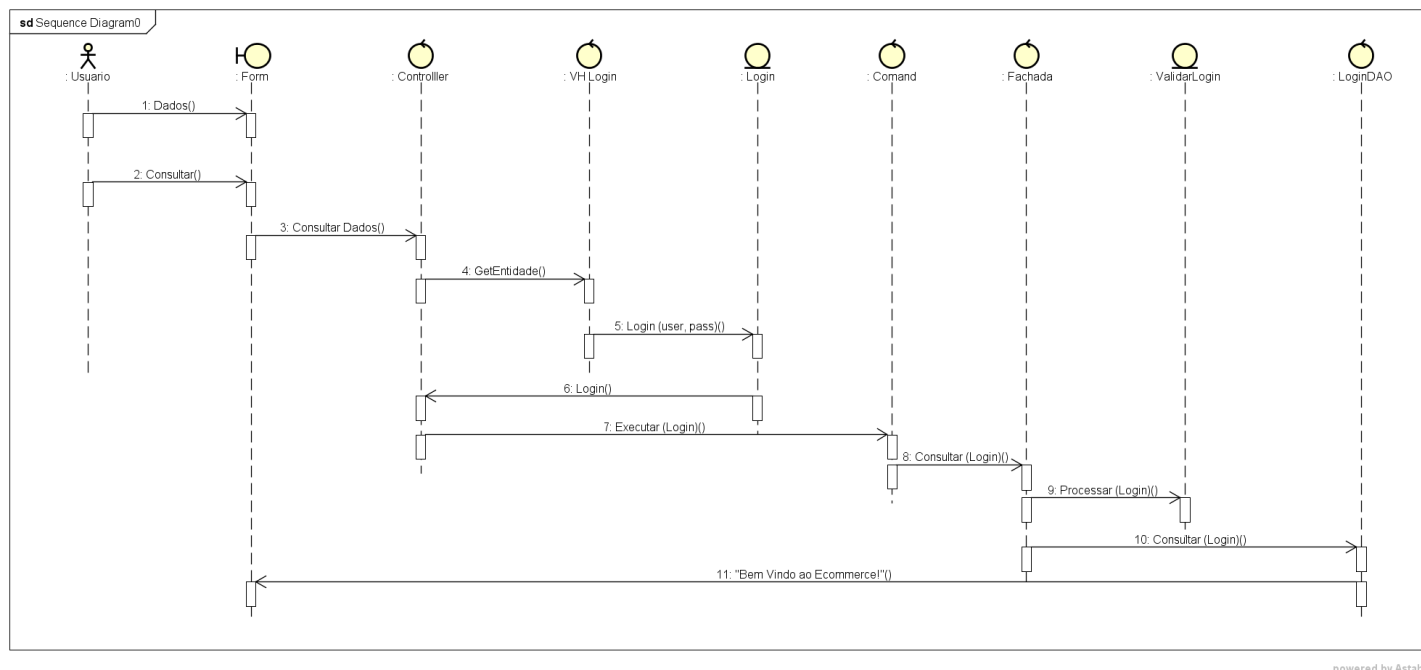 sd Sequence Diagram0
: Usuario
: Form
: Controlller
: VH Login
: Login
: Comand
: Fachada
: ValidarLogin
: LoginDAO
1: Dados()
2: Consultar()
3: Consultar Dados()
4: GetEntidade()
5: Login (user, pass)()
6: Login()
7: Executar (Login)()
8: Consultar (Login)()
9: Processar (Login)()
10: Consultar (Login)()
11: "Bem Vindo ao Ecommerce!"()
powered by Astah